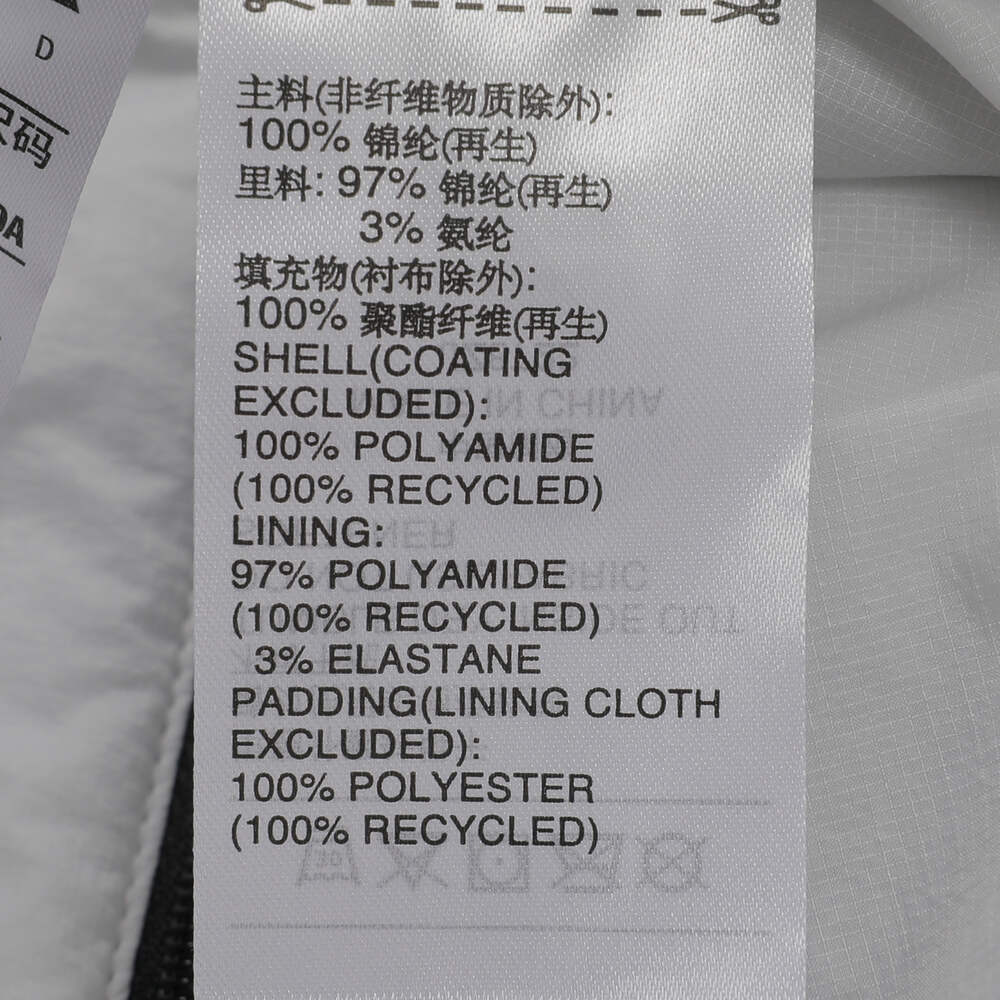 D
尺码
主料(非纤维物质除外):
100% 锦纶(再生)
里料: 97% 锦纶(再生)
3% 氨纶
填充物(衬布除外):
100% 聚酯纤维(再生)
SHELL(COATING
EXCLUDED):
100% POLYAMIDE
(100% RECYCLED)
LINING:
97% POLYAMIDE
(100% RECYCLED)
3% ELASTANE
PADDING(LINING CLOTH
EXCLUDED):
100% POLYESTER
(100% RECYCLED)